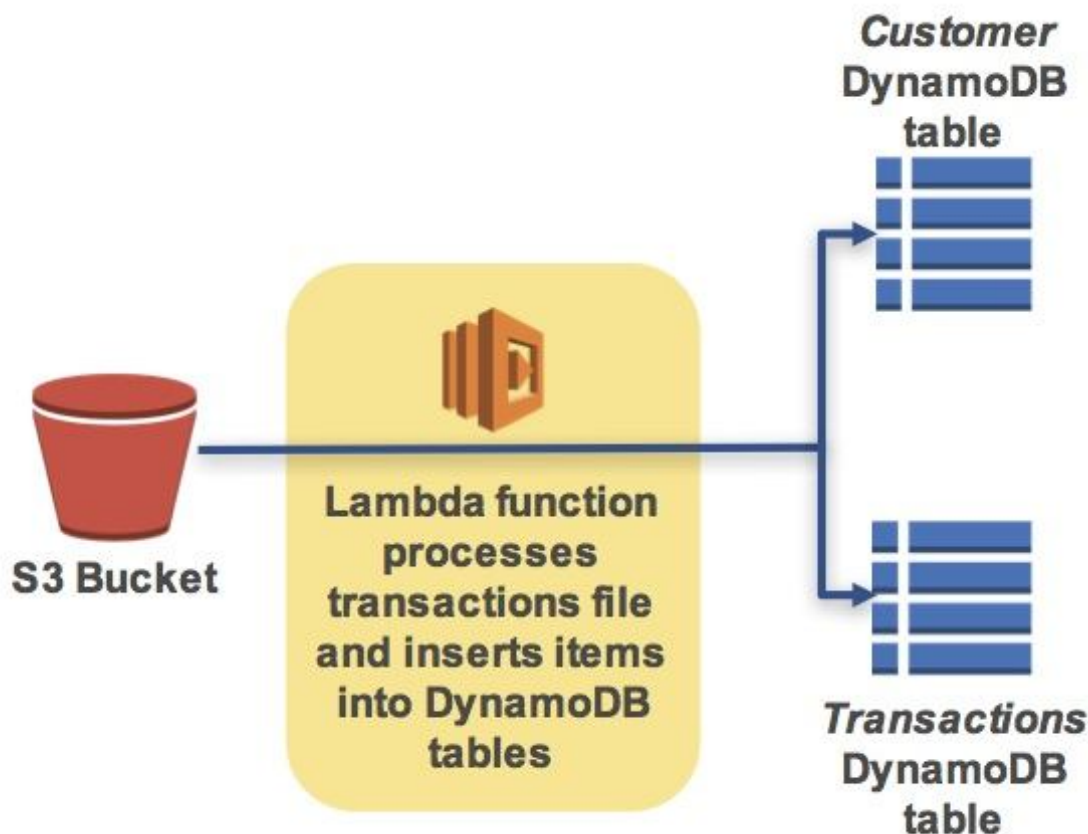 Customer
DynamoDB
table
S3 Bucket
Lambda function
processes
transactions file
and inserts items
into DynamoDB
tables
Transactions
DynamoDB
table